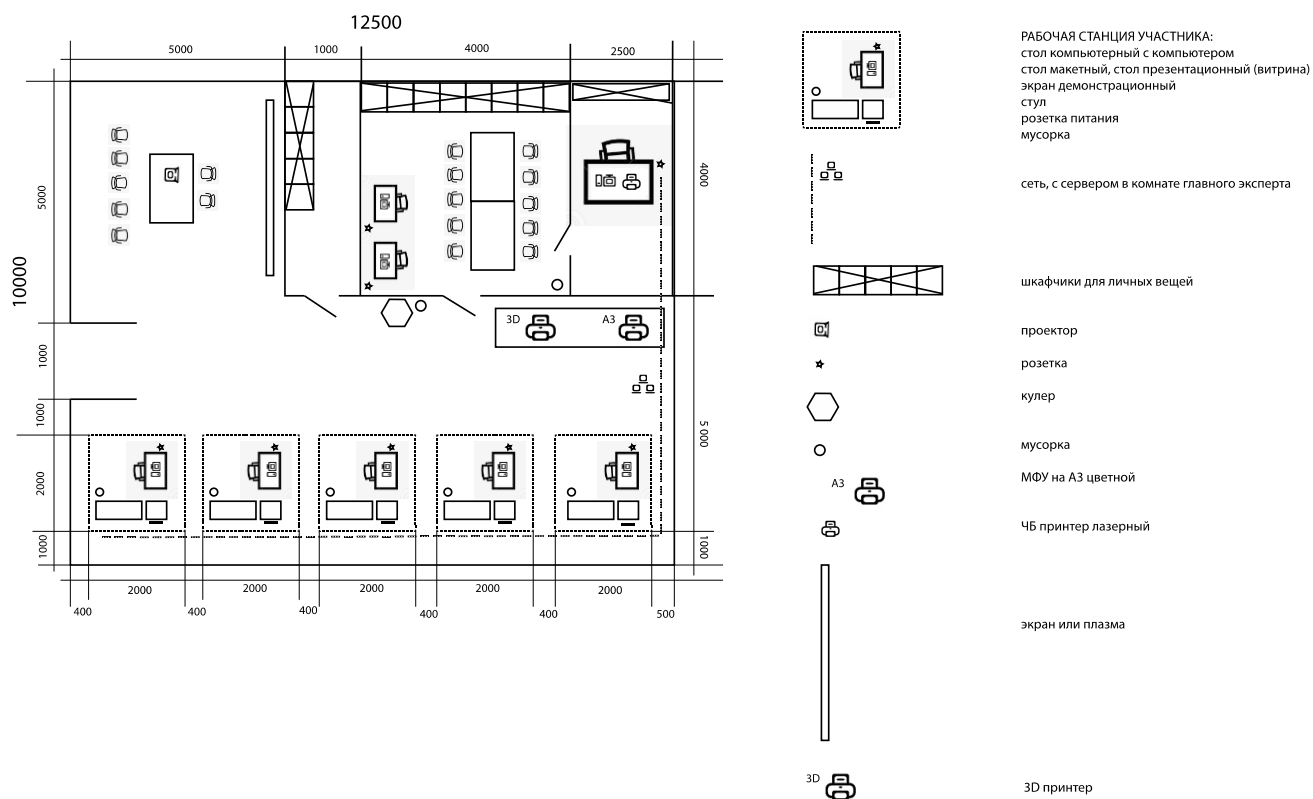 12500
5000
1000
4000
2500
5000
10000
1000
1000
2000
1000
4000
5 000
1000
3D
A3
2000
2000
2000
2000
2000
400
400
400
400
400
500
РАБОЧАЯ СТАНЦИЯ УЧАСТНИКА:
стол компьютерный с компьютером
стол макетный, стол презентационный (витрина)
экран демонстрационный
стул
розетка питания
мусорка
сеть, с сервером в комнате главного эксперта
шкафчики для личных вещей
проектор
розетка
кулер
мусорка
A3
МФУ на А3 цветной
ЧБ принтер лазерный
экран или плазма
3D
3D принтер